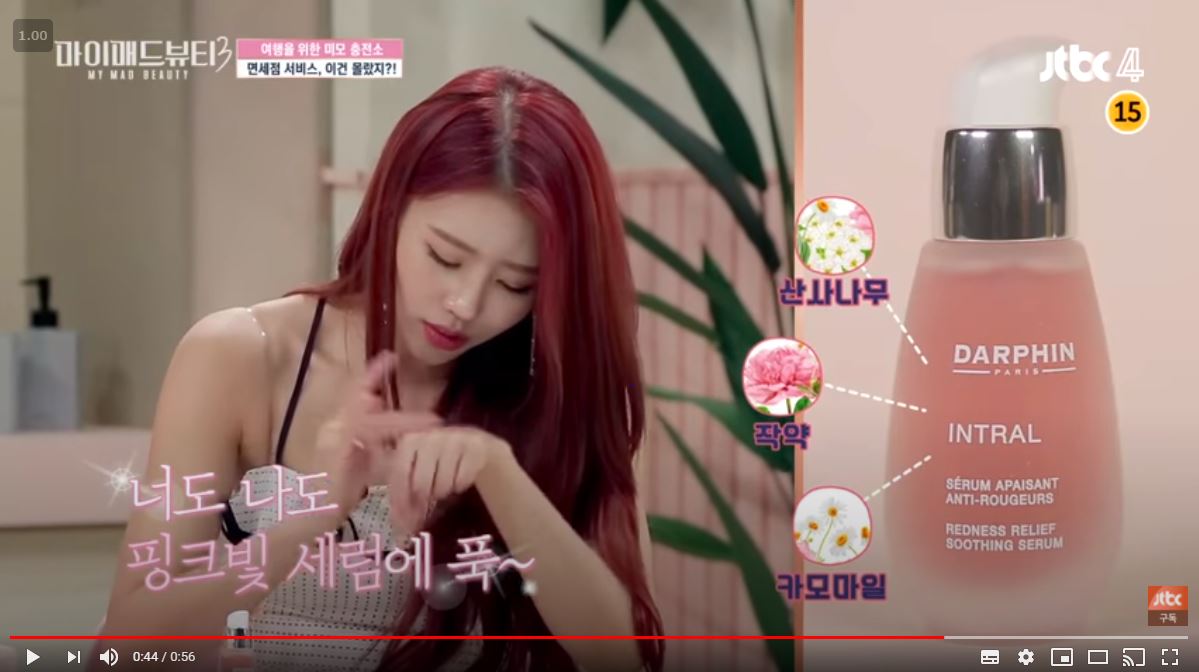 1.00
마이매드뷰티3
MY MAD BEAUTY
여행을 위한 미모 충전소
면세점 서비스, 이건 몰랐지?!
jtbc 4
15
산사나무
작약
카모마일
DARPHIN
PARIS
INTRAL
SÉRUM APAISANT
ANTI-ROUGEURS
REDNESS RELIEF
SOOTHING SERUM
너도 나도
핑크빛 세럼에 푹~
jtbc
구독
0:44 / 0:56